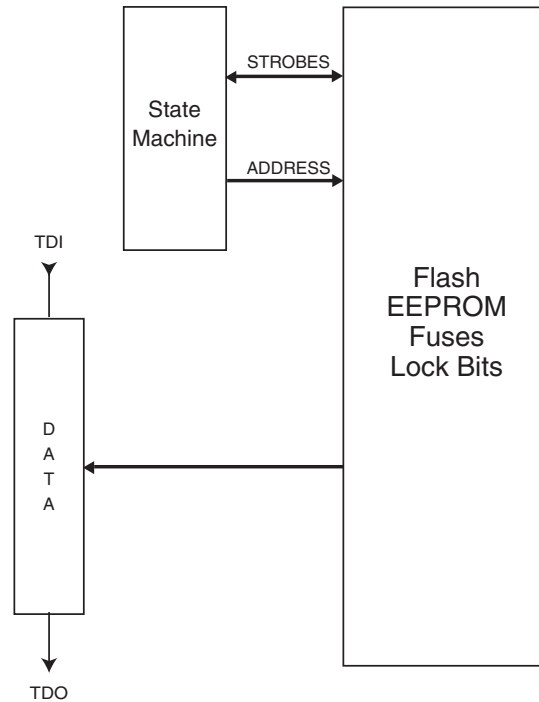 STROBES
State
Machine
ADDRESS
TDI
Flash
EEPROM
Fuses
Lock Bits
D
A
T
A
TDO